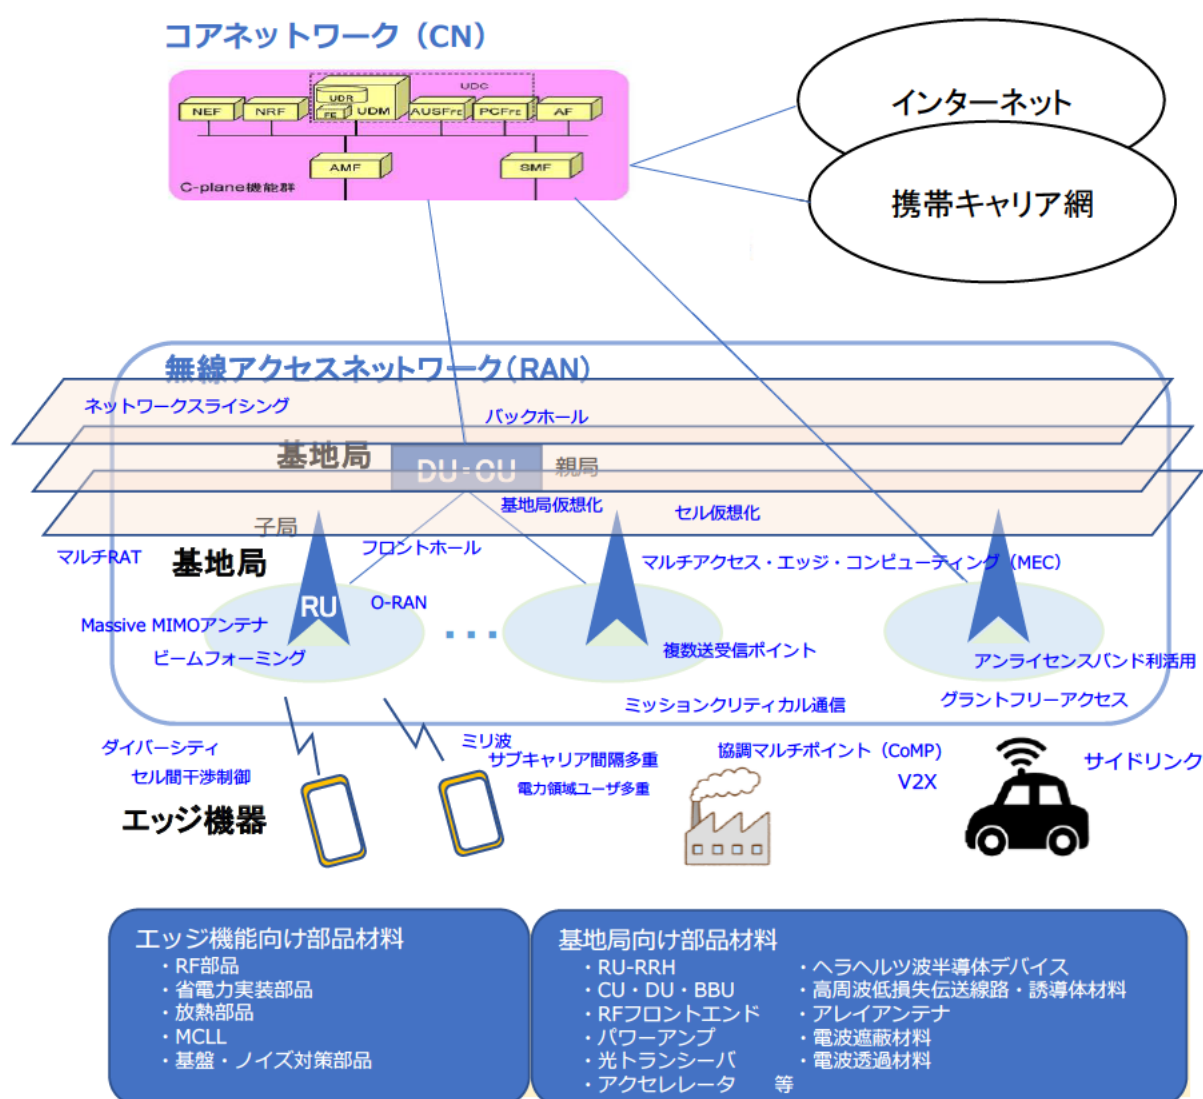 コアネットワーク（CN）
UDC
UDR
FE
UDM
NEF
NRF
AUSFFE
PCFFE
AF
AMF
SMF
C-plane機能群
インターネット
携帯キャリア網
無線アクセスネットワーク(RAN)
ネットワークスライシング
バックホール
基地局
DU・CU
親局
基地局仮想化
セル仮想化
子局
マルチRAT
基地局
フロントホール
マルチアクセス・エッジ・コンピューティング（MEC）
RU
O-RAN
Massive MIMOアンテナ
ビームフォーミング
複数送受信ポイント
アンライセンスバンド利活用
グラントフリーアクセス
ミッションクリティカル通信
ダイバーシティ
セル間干渉制御
ミリ波
サブキャリア間隔多重
電力領域ユーザ多重
協調マルチポイント（CoMP)
V2X
サイドリンク
エッジ機器
エッジ機能向け部品材料
・RF部品
・省電力実装部品
・放熱部品
・MCLL
・基盤・ノイズ対策部品
基地局向け部品材料
・RU-RRH
・CU・DU・BBU
・RFフロントエンド
・パワーアンプ
・光トランシーバ
・アクセレレータ　等
・ヘラヘルツ波半導体デバイス
・高周波低損失伝送線路・誘導体材料
・アレイアンテナ
・電波遮蔽材料
・電波透過材料